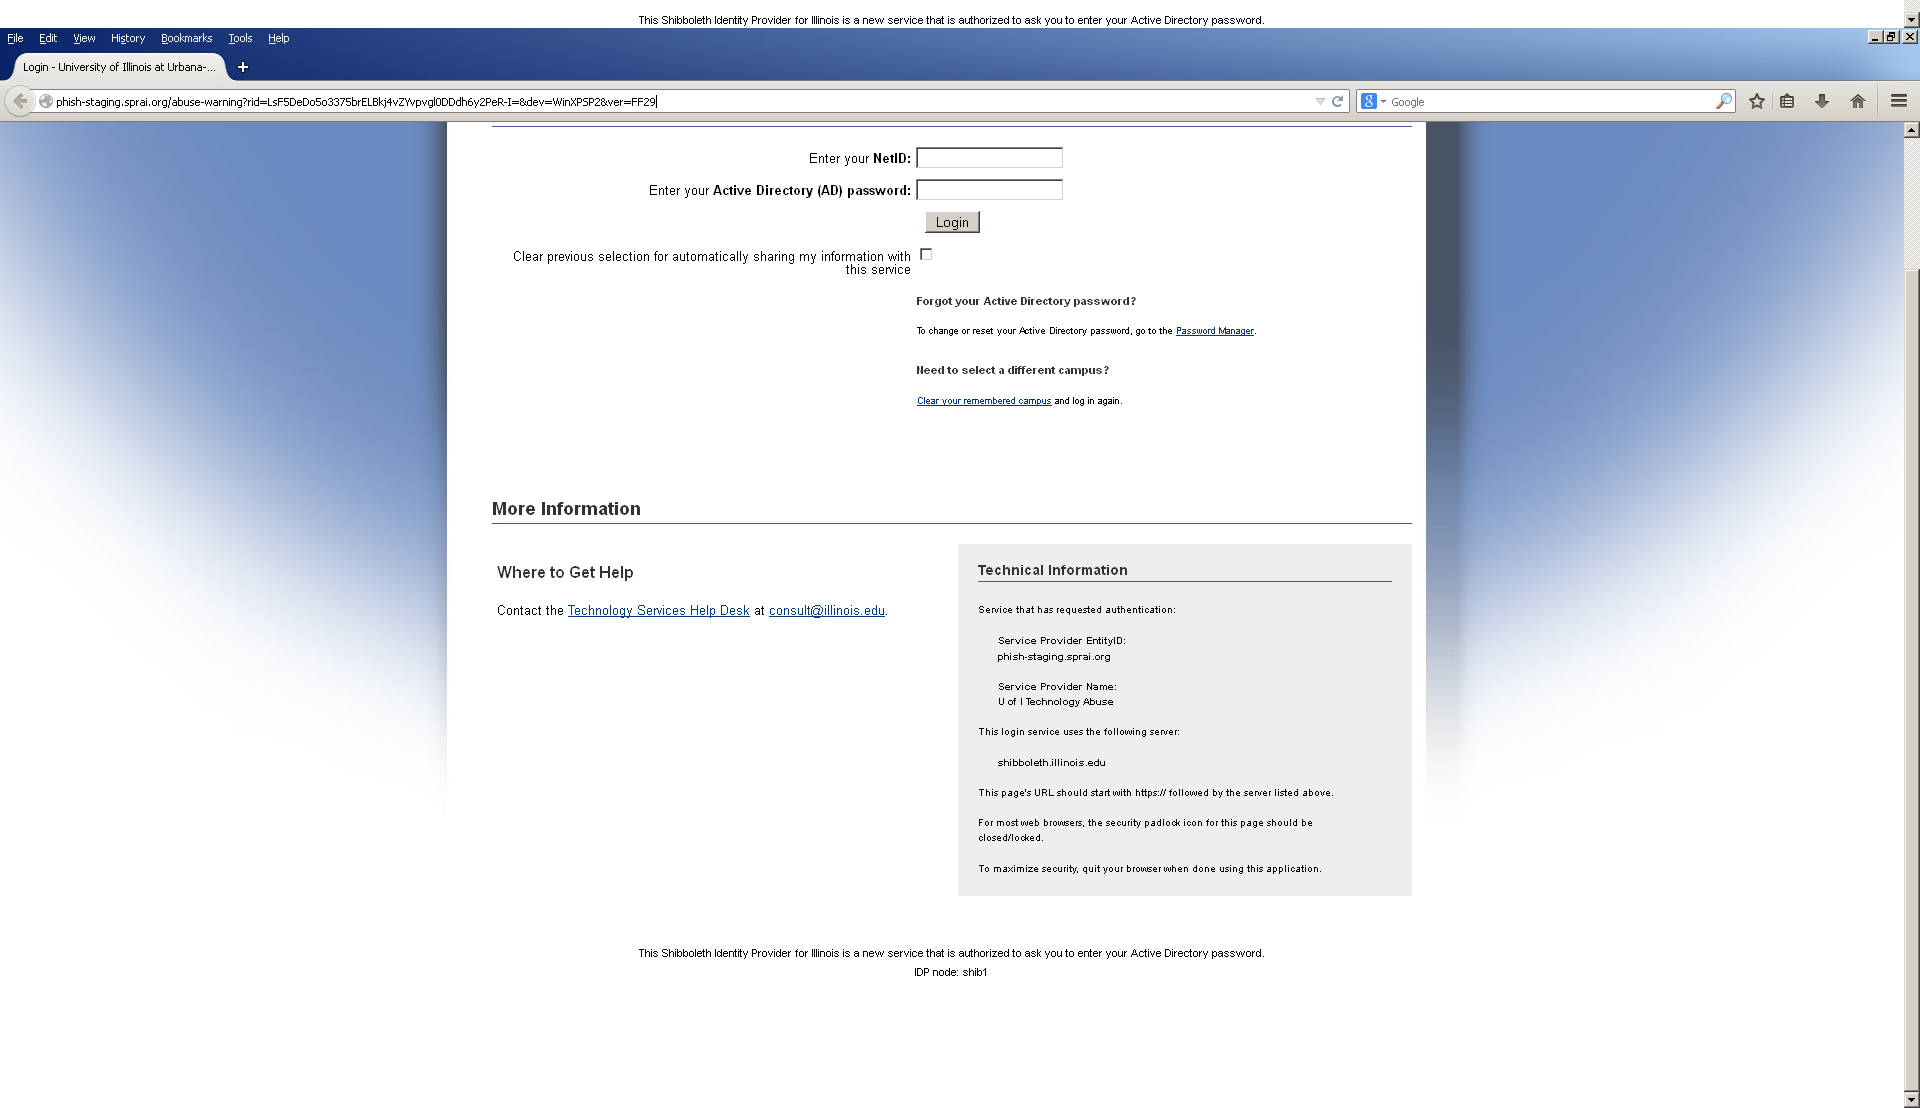 This Shibboleth Identity Provider for Illinois is a new service that is authorized to ask you to enter your Active Directory password.
File Edit View History Bookmarks Tools Help
Login - University of Illinois at Urbana-...
phish-staging.sprai.org/abuse-warning?rid=LsF5DeDo5o3375brELBkj4vZYvpvgl0DDdh6y2PeR-I=&dev=WinXPSP2&ver=FF29
Google
Enter your NetID:
Enter your Active Directory (AD) password:
Login
Clear previous selection for automatically sharing my information with
this service
Forgot your Active Directory password?
To change or reset your Active Directory password, go to the Password Manager.
Need to select a different campus?
Clear your remembered campus and log in again.
More Information
Where to Get Help
Contact the Technology Services Help Desk at consult@illinois.edu.
Technical Information
Service that has requested authentication:
Service Provider EntityID:
phish-staging.sprai.org
Service Provider Name:
U of I Technology Abuse
This login service uses the following server:
shibboleth.illinois.edu
This page's URL should start with https:// followed by the server listed above.
For most web browsers, the security padlock icon for this page should be
closed/locked.
To maximize security, quit your browser when done using this application.
This Shibboleth Identity Provider for Illinois is a new service that is authorized to ask you to enter your Active Directory password.
IDP node: shib1